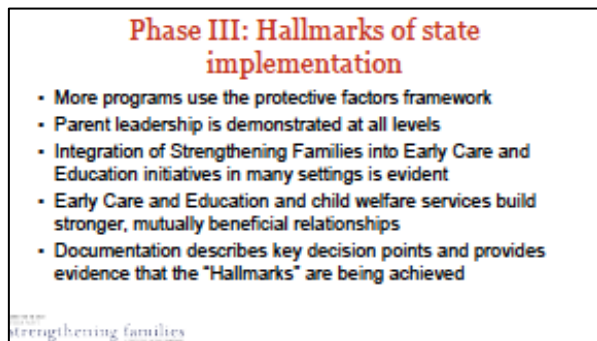 Phase III: Hallmarks of state
implementation
• More programs use the protective factors framework
• Parent leadership is demonstrated at all levels
• Integration of Strengthening Families into Early Care and
Education initiatives in many settings is evident
• Early Care and Education and child welfare services build
stronger, mutually beneficial relationships
• Documentation describes key decision points and provides
evidence that the "Hallmarks" are being achieved
strengthening families